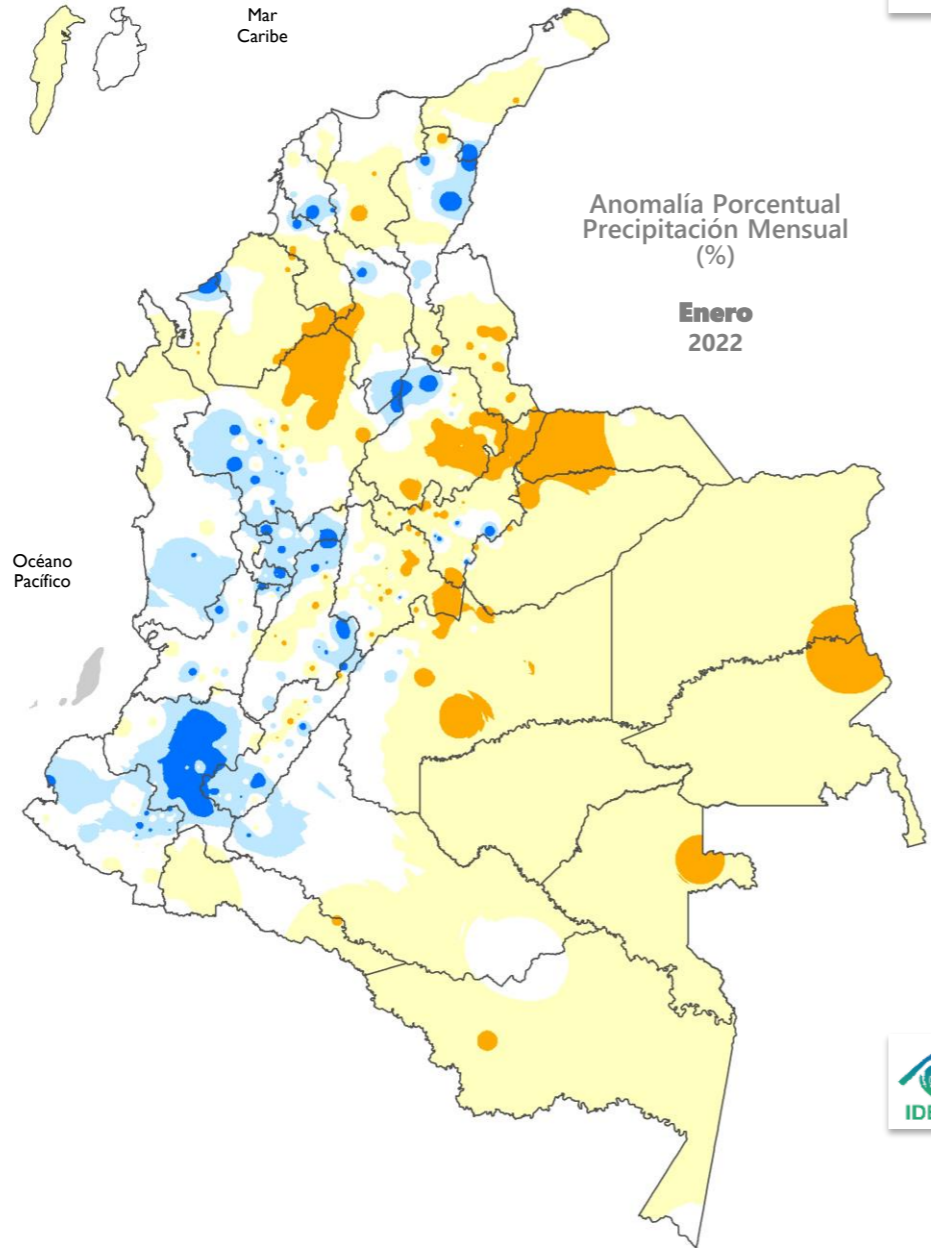 Mar
Caribe
Anomalía Porcentual
Precipitación Mensual
(%)
Enero
2022
Océano
Pacífico